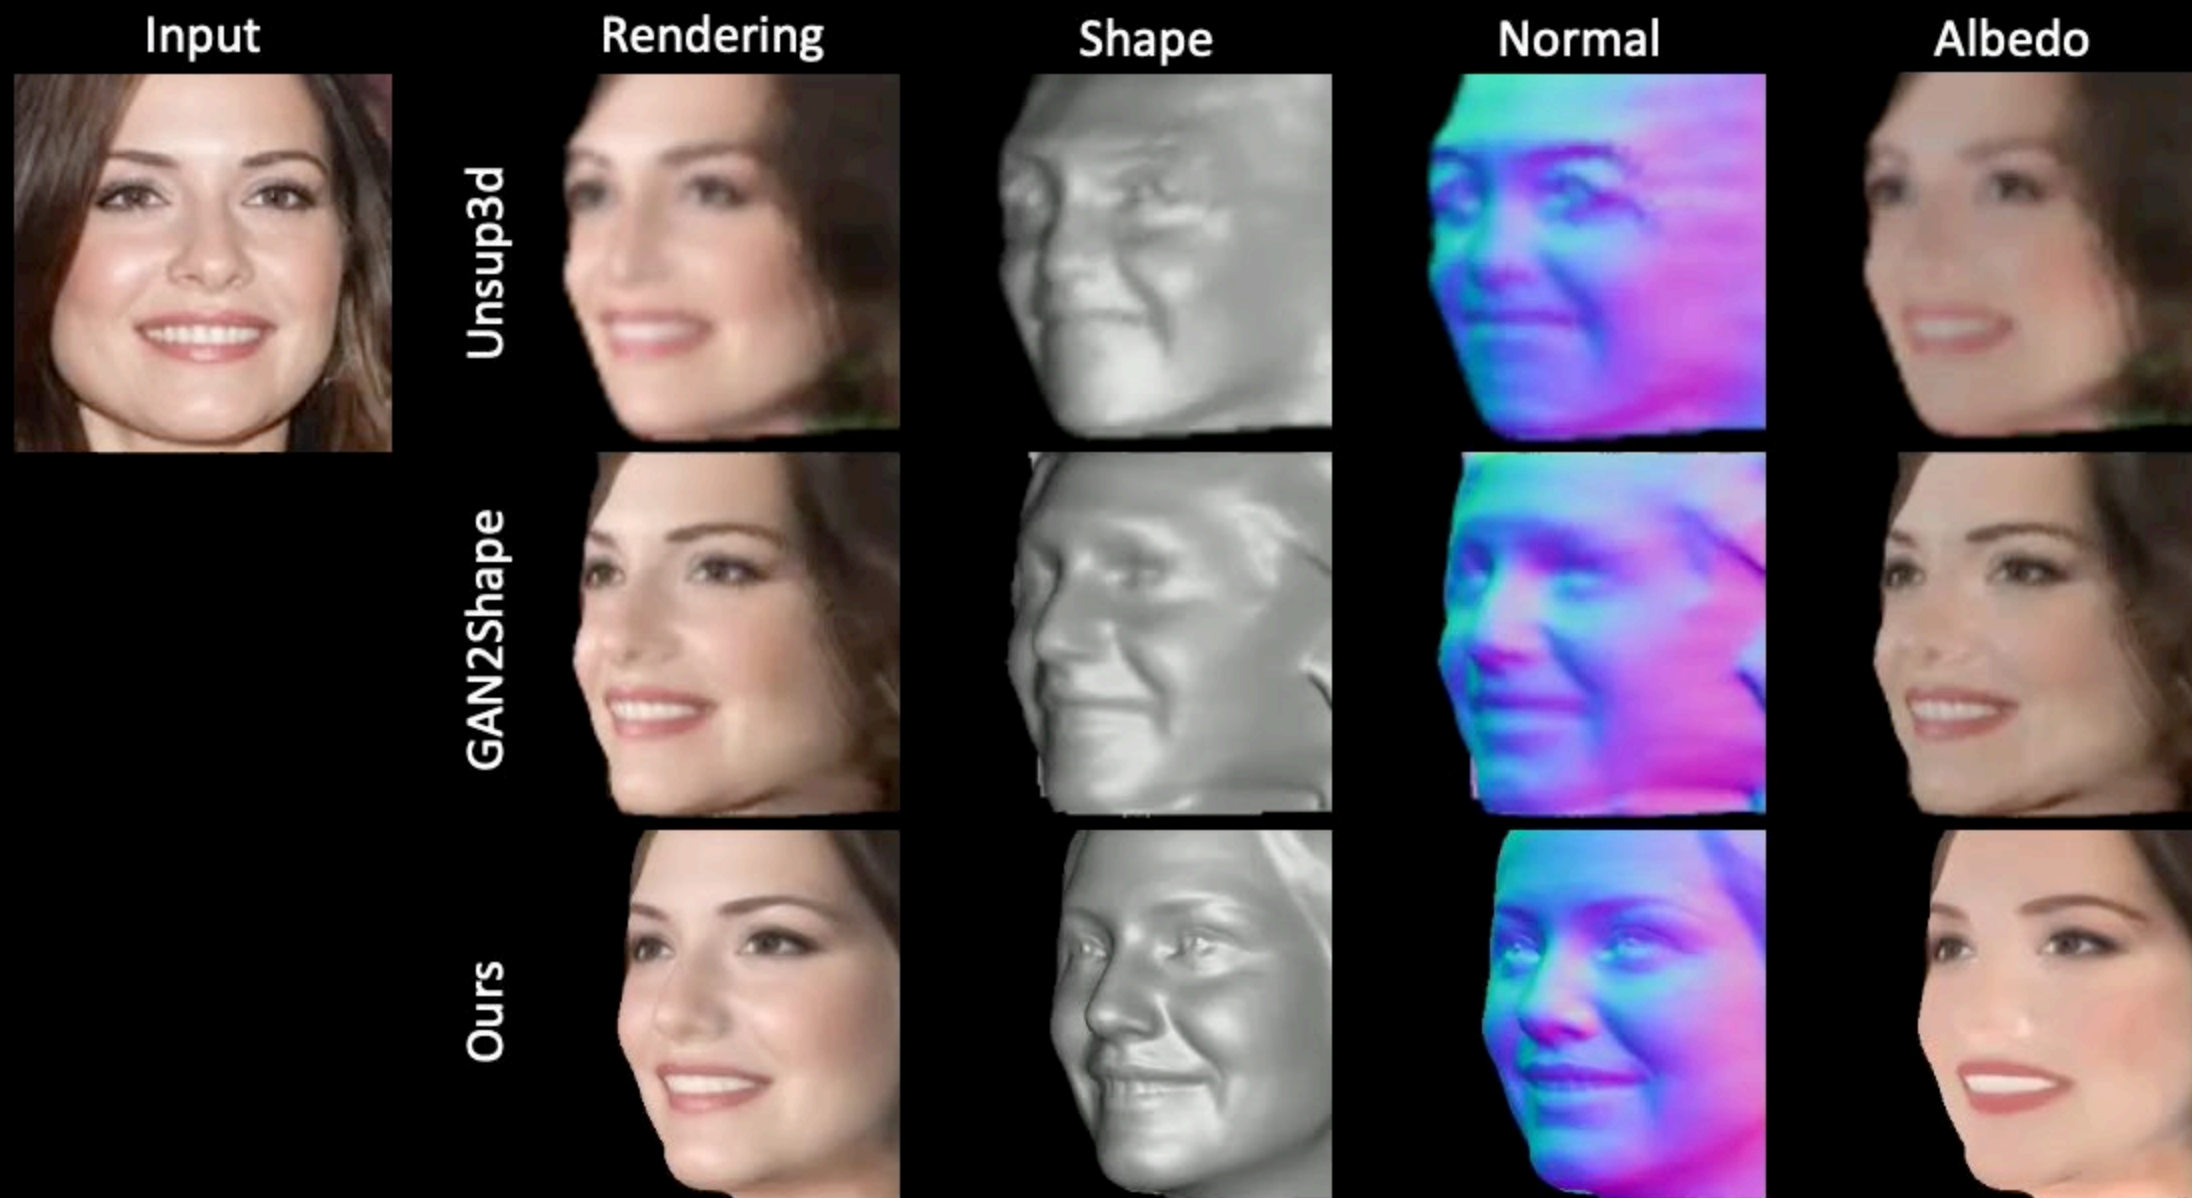 Input
Rendering
Shape
Normal
Albedo
Unsup3d
GAN2Shape
Ours